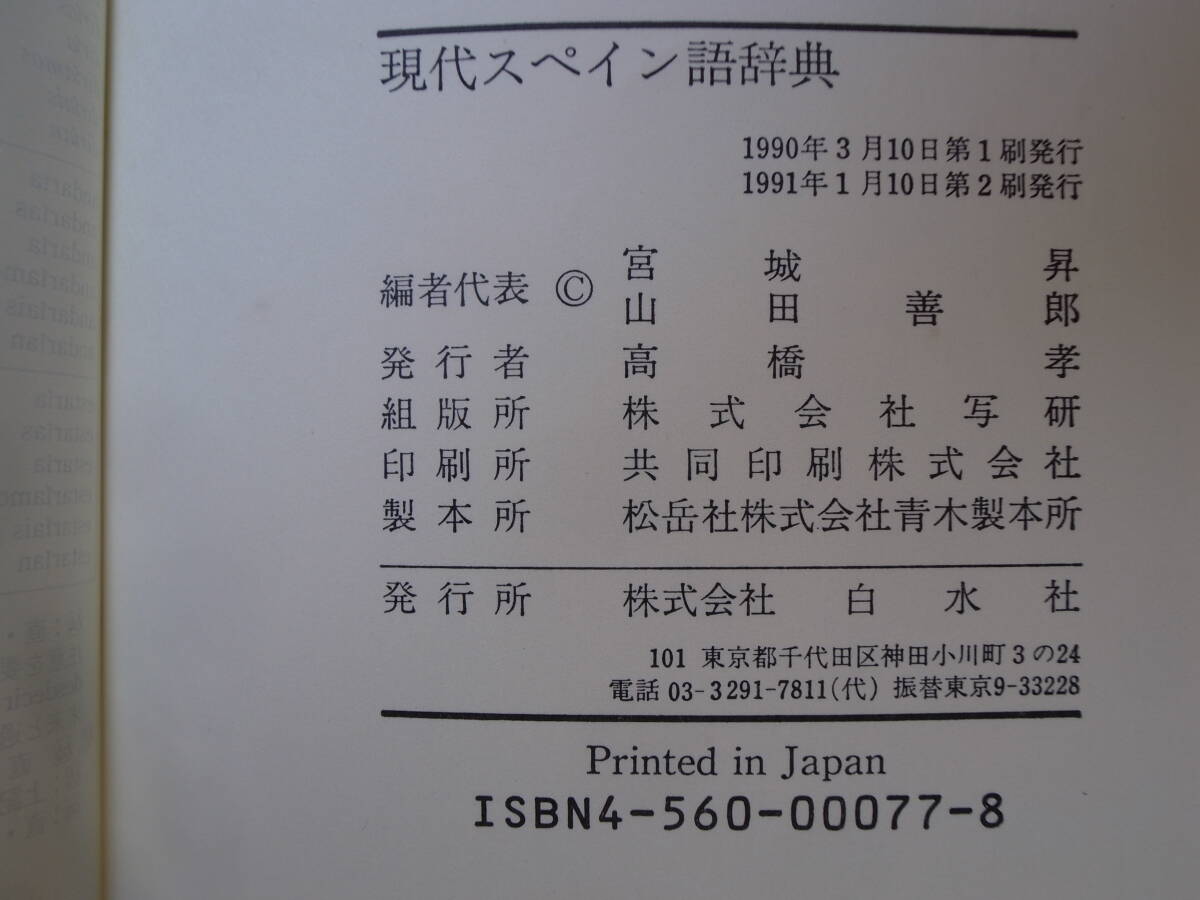 現代スペイン語辞典
1990年3月10日第1刷発行
1991年1月10日第2刷発行
編者代表 © 宮城昇
山田善郎
発行者 高橋孝
組版所 株式会社写研
印刷所 共同印刷株式会社
製本所 松岳社株式会社青木製本所
発行所 株式会社 白水社
101 東京都千代田区神田小川町3の24
電話 03-3291-7811(代) 振替東京9-33228
Printed in Japan
ISBN4-560-00077-8